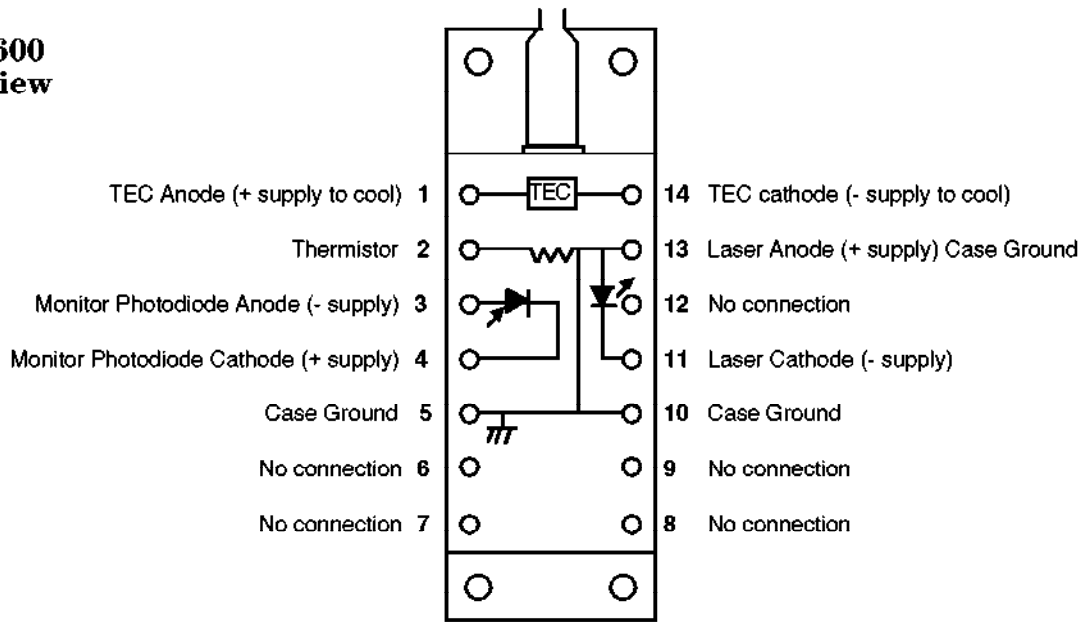 TEC Anode (+ supply to cool) 1 TEC 14 TEC cathode (- supply to cool)
Thermistor 2 13 Laser Anode (+ supply) Case Ground
Monitor Photodiode Anode (- supply) 3 12 No connection
Monitor Photodiode Cathode (+ supply) 4 11 Laser Cathode (- supply)
Case Ground 5 10 Case Ground
No connection 6 9 No connection
No connection 7 8 No connection